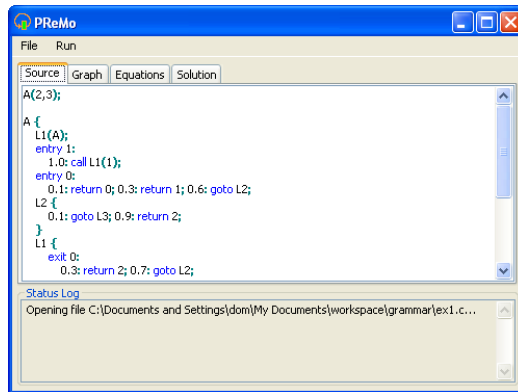 PReMo
File Run
Source Graph Equations Solution
A(2,3);
A {
L1(A);
entry 1:
1.0: call L1(1);
entry 0:
0.1: return 0; 0.3: return 1; 0.6: goto L2;
L2 {
0.1: goto L3; 0.9: return 2;
}
L1 {
exit 0:
0.3: return 2; 0.7: goto L2;
Status Log
Opening file C:\Documents and Settings\dom\My Documents\workspace\grammar\ex1.c...